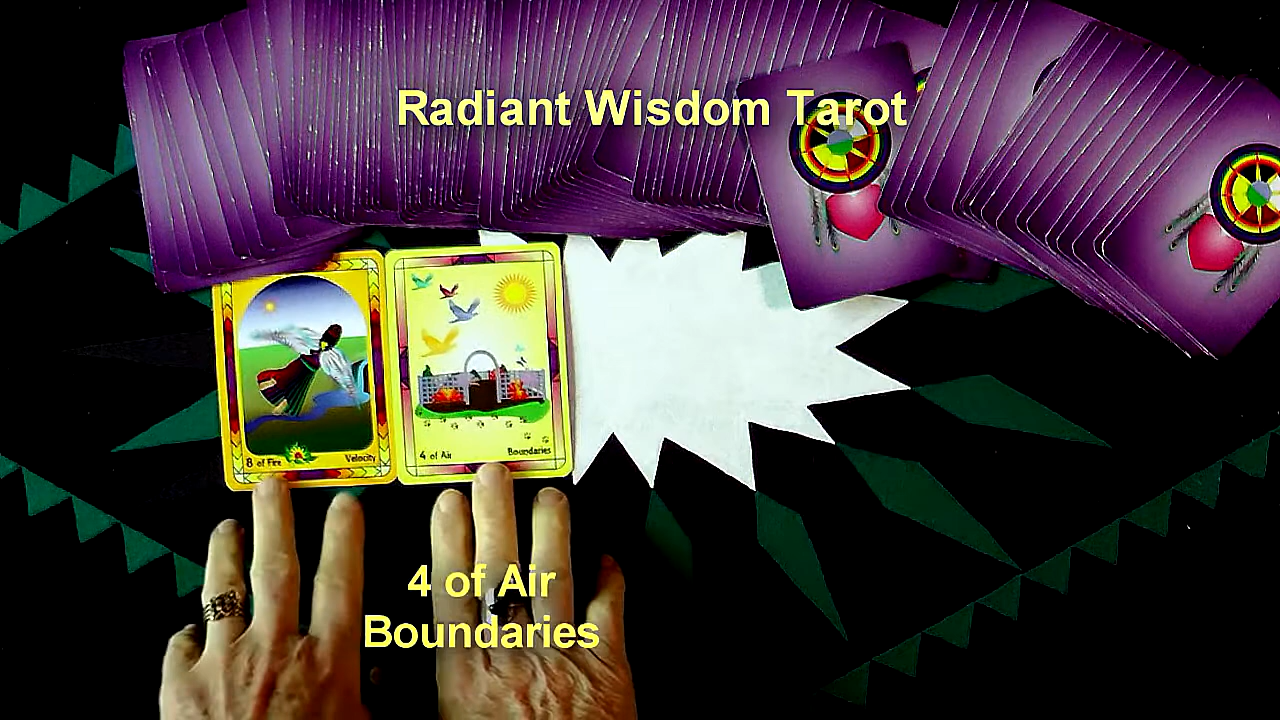 Radiant Wisdom Tarot
8 of Fire
Velocity
4 of Air
Boundaries
4 of Air
Boundaries